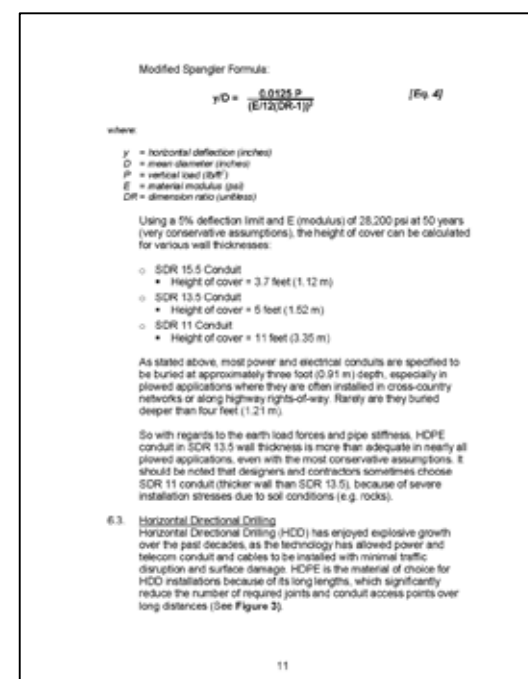 Modified Spangler Formula:
y/D = 0.0125 P
(E/12(DR-1))³
[Eq. 4]
where:
y = horizontal deflection (inches)
D = mean diameter (inches)
P = vertical load (lb/ft²)
E = material modulus (psi)
DR = dimension ratio (unitless)
Using a 5% deflection limit and E (modulus) of 28,200 psi at 50 years
(very conservative assumptions), the height of cover can be calculated
for various wall thicknesses:
○ SDR 15.5 Conduit
• Height of cover = 3.7 feet (1.12 m)
○ SDR 13.5 Conduit
• Height of cover = 5 feet (1.52 m)
○ SDR 11 Conduit
• Height of cover = 11 feet (3.35 m)
As stated above, most power and electrical conduits are specified to
be buried at approximately three foot (0.91 m) depth, especially in
plowed applications where they are often installed in cross-country
networks or along highway rights-of-way. Rarely are they buried
deeper than four feet (1.21 m).
So with regards to the earth load forces and pipe stiffness, HDPE
conduit in SDR 13.5 wall thickness is more than adequate in nearly all
plowed applications, even with the most conservative assumptions. It
should be noted that designers and contractors sometimes choose
SDR 11 conduit (thicker wall than SDR 13.5), because of severe
installation stresses due to soil conditions (e.g. rocks).
6.3. Horizontal Directional Drilling
Horizontal Directional Drilling (HDD) has enjoyed explosive growth
over the past decades, as the technology has allowed power and
telecom conduit and cables to be installed with minimal traffic
disruption and surface damage. HDPE is the material of choice for
HDD installations because of its long lengths, which significantly
reduce the number of required joints and conduit access points over
long distances (See Figure 3).
11